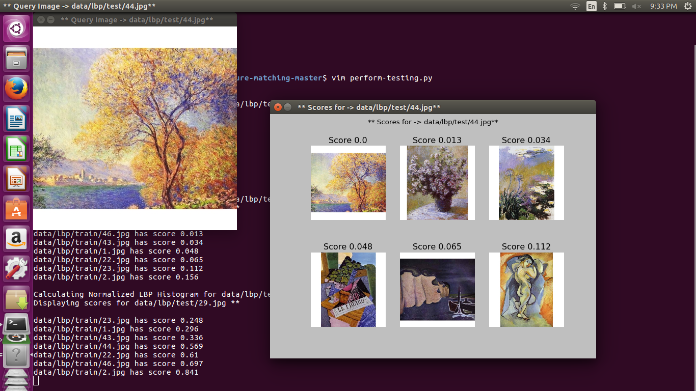 ** Query Image -> data/lbp/test/44.jpg**
En
9:33 PM
** Query Image -> data/lbp/test/44.jpg**
ure-matching-master$ vim perform-testing.py
** Scores for -> data/lbp/test/44.jpg**
** Scores for -> data/lbp/test/44.jpg**
Score 0.0
Score 0.013
Score 0.034
Score 0.048
Score 0.065
Score 0.112
data/lbp/train/46.jpg has score 0.013
data/lbp/train/43.jpg has score 0.034
data/lbp/train/1.jpg has score 0.048
data/lbp/train/22.jpg has score 0.065
data/lbp/train/23.jpg has score 0.112
data/lbp/train/2.jpg has score 0.156
Calculating Normalized LBP Histogram for data/lbp/te
Displaying scores for data/lbp/test/29.jpg **
data/lbp/train/23.jpg has score 0.248
data/lbp/train/1.jpg has score 0.296
data/lbp/train/43.jpg has score 0.336
data/lbp/train/44.jpg has score 0.569
data/lbp/train/22.jpg has score 0.61
data/lbp/train/46.jpg has score 0.697
data/lbp/train/2.jpg has score 0.841